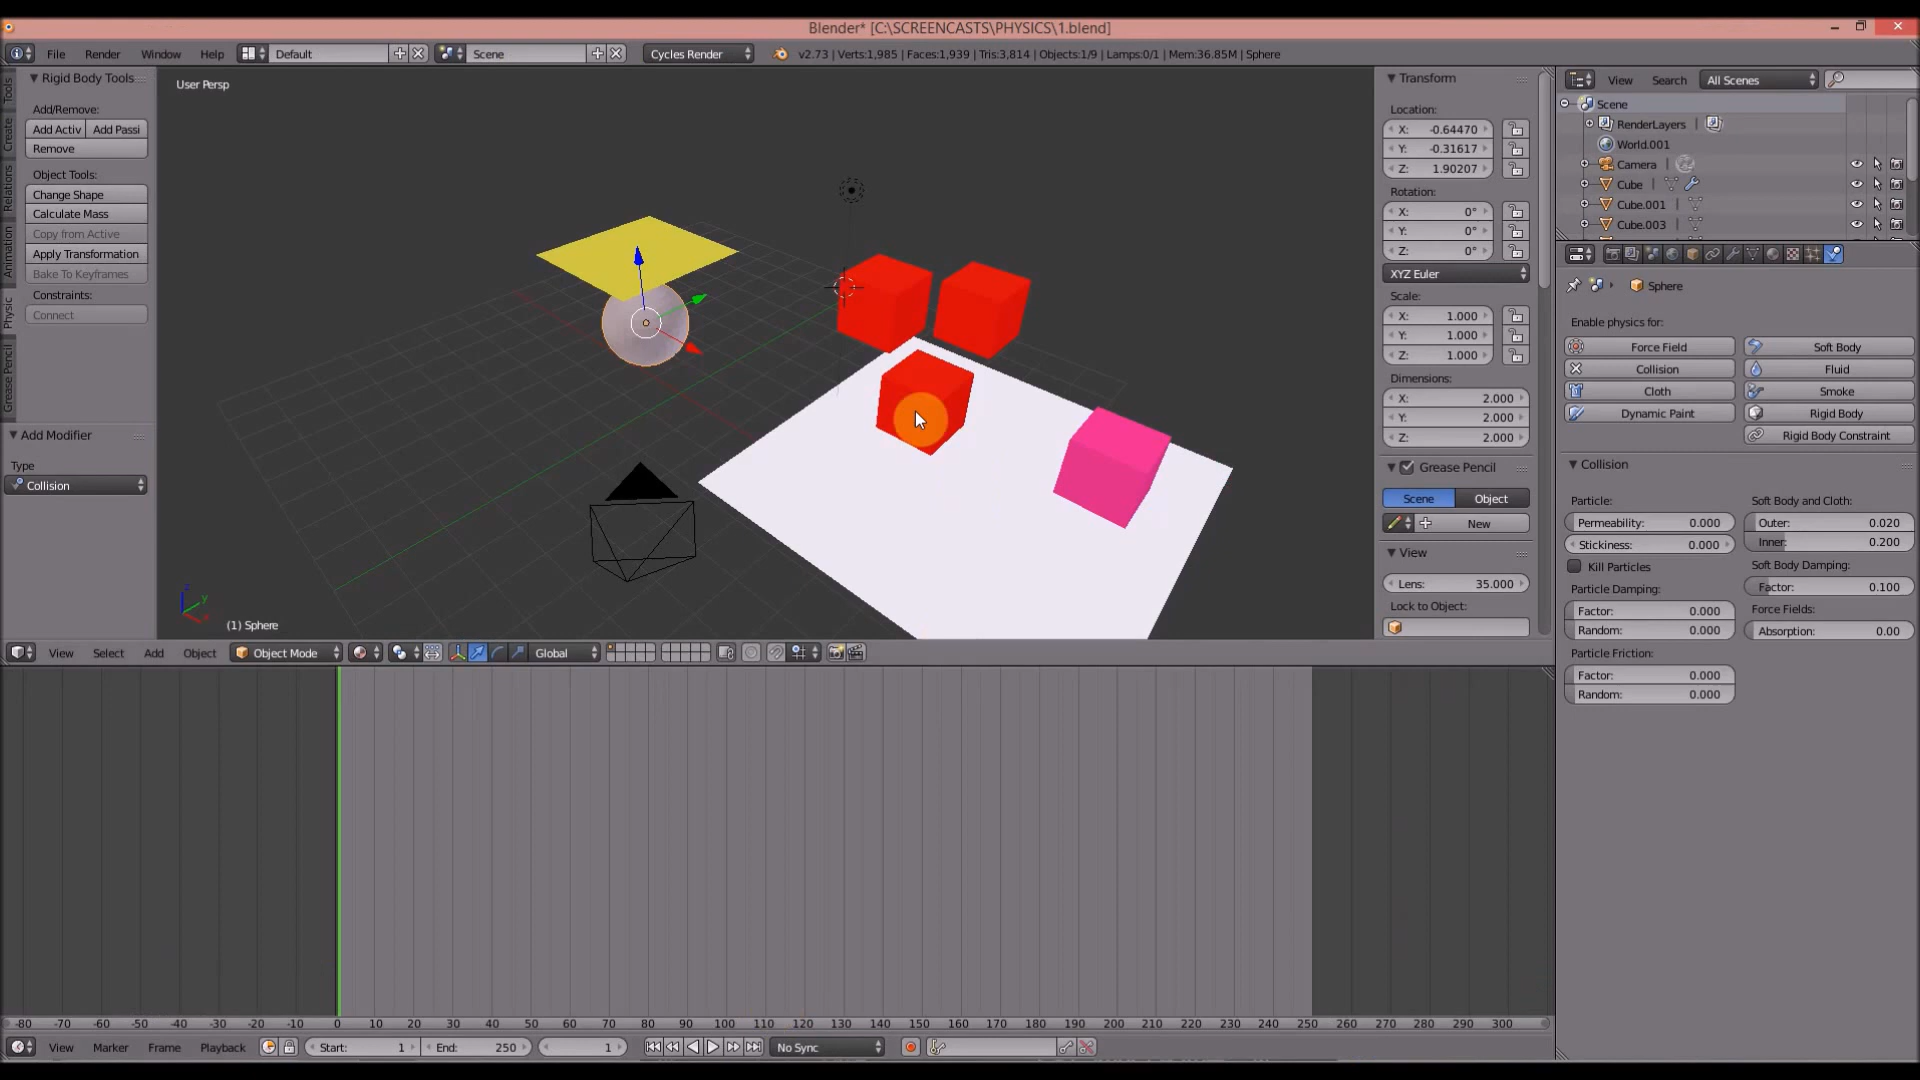 Blender* [C:\SCREENCASTS\PHYSICS\1.blend]
File Render Window Help Default Scene Cycles Render v2.73 | Verts:1,985 | Faces:1,939 | Tris:3,814 | Objects:1/9 | Lamps:0/1 | Mem:36.85M | Sphere
Tools
Create
Relations
Animation
Physic
Grease Pencil
Rigid Body Tools
Add/Remove:
Add Activ Add Passi
Remove
Object Tools:
Change Shape
Calculate Mass
Copy from Active
Apply Transformation
Bake To Keyframes
Constraints:
Connect
Add Modifier
Type
Collision
User Persp
(1) Sphere
Transform
Location:
X: -0.64470
Y: -0.31617
Z: 1.90207
Rotation:
X: 0°
Y: 0°
Z: 0°
XYZ Euler
Scale:
X: 1.000
Y: 1.000
Z: 1.000
Dimensions:
X: 2.000
Y: 2.000
Z: 2.000
Grease Pencil
Scene Object
New
View
Lens: 35.000
Lock to Object:
View Search All Scenes
Scene
RenderLayers
World.001
Camera
Cube
Cube.001
Cube.003
Sphere
Enable physics for:
Force Field Soft Body
Collision Fluid
Cloth Smoke
Dynamic Paint Rigid Body
Rigid Body Constraint
Collision
Particle: Soft Body and Cloth:
Permeability: 0.000 Outer: 0.020
Stickiness: 0.000 Inner: 0.200
Kill Particles Soft Body Damping:
Particle Damping: Factor: 0.100
Factor: 0.000 Force Fields:
Random: 0.000 Absorption: 0.00
Particle Friction:
Factor: 0.000
Random: 0.000
View Select Add Object Object Mode Global
-80 -70 -60 -50 -40 -30 -20 -10 0 10 20 30 40 50 60 70 80 90 100 110 120 130 140 150 160 170 180 190 200 210 220 230 240 250 260 270 280 290 300
View Marker Frame Playback Start: 1 End: 250 1 No Sync